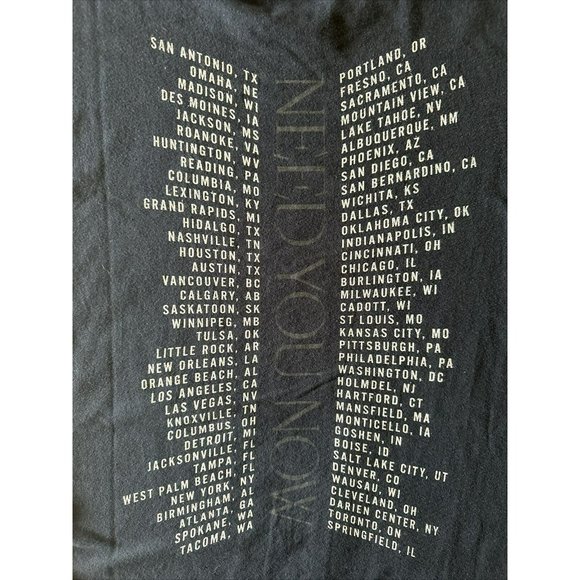 SAN ANTONIO, TX
OMAHA, NE
MADISON, WI
DES MOINES, IA
JACKSON, MS
ROANOKE, VA
HUNTINGTON, WV
READING, PA
COLUMBIA, MO
LEXINGTON, KY
GRAND RAPIDS, MI
HIDALGO, TX
NASHVILLE, TN
HOUSTON, TX
AUSTIN, TX
VANCOUVER, BC
CALGARY, AB
SASKATOON, SK
WINNIPEG, MB
TULSA, OK
LITTLE ROCK, AR
NEW ORLEANS, LA
ORANGE BEACH, AL
LOS ANGELES, CA
LAS VEGAS, NV
KNOXVILLE, TN
COLUMBUS, OH
DETROIT, MI
JACKSONVILLE, FL
TAMPA, FL
WEST PALM BEACH, FL
NEW YORK, NY
BIRMINGHAM, AL
ATLANTA, GA
SPOKANE, WA
TACOMA, WA
NEED YOU NOW
PORTLAND, OR
FRESNO, CA
SACRAMENTO, CA
MOUNTAIN VIEW, CA
LAKE TAHOE, NV
ALBUQUERQUE, NM
PHOENIX, AZ
SAN DIEGO, CA
SAN BERNARDINO, CA
WICHITA, KS
DALLAS, TX
OKLAHOMA CITY, OK
INDIANAPOLIS, IN
CINCINNATI, OH
CHICAGO, IL
BURLINGTON, IA
MILWAUKEE, WI
CADOTT, WI
ST LOUIS, MO
KANSAS CITY, MO
PITTSBURGH, PA
PHILADELPHIA, PA
WASHINGTON, DC
HOLMDEL, NJ
HARTFORD, CT
MANSFIELD, MA
MONTICELLO, IA
GOSHEN, IN
BOISE, ID
SALT LAKE CITY, UT
DENVER, CO
WAUSAU, WI
CLEVELAND, OH
DARIEN CENTER, NY
TORONTO, ON
SPRINGFIELD, IL